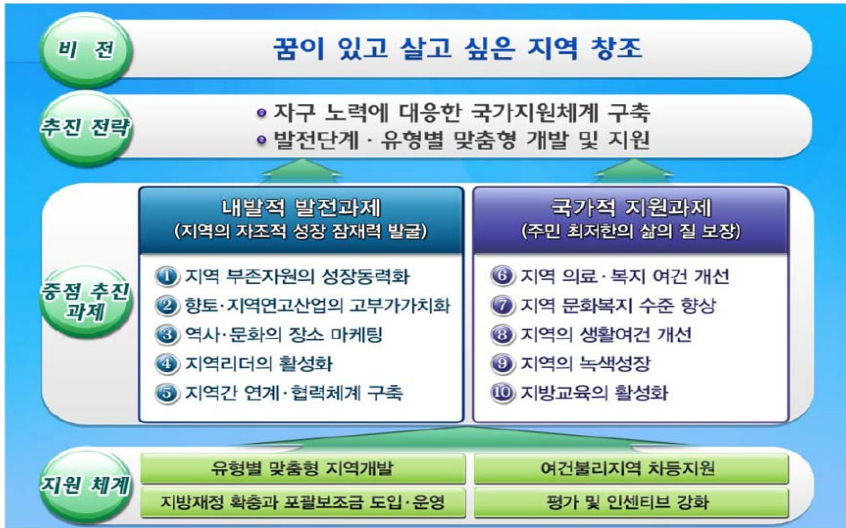 비 전
꿈이 있고 살고 싶은 지역 창조
추진 전략
• 자구 노력에 대응한 국가지원체계 구축
• 발전단계 · 유형별 맞춤형 개발 및 지원
중점 추진
과제
내발적 발전과제
(지역의 자조적 성장 잠재력 발굴)
① 지역 부존자원의 성장동력화
② 향토·지역연고산업의 고부가가치화
③ 역사·문화의 장소 마케팅
④ 지역리더의 활성화
⑤ 지역간 연계·협력체계 구축
국가적 지원과제
(주민 최저한의 삶의 질 보장)
⑥ 지역 의료·복지 여건 개선
⑦ 지역 문화복지 수준 향상
⑧ 지역의 생활여건 개선
⑨ 지역의 녹색성장
⑩ 지방교육의 활성화
지원 체계
유형별 맞춤형 지역개발
여건불리지역 차등지원
지방재정 확충과 포괄보조금 도입·운영
평가 및 인센티브 강화